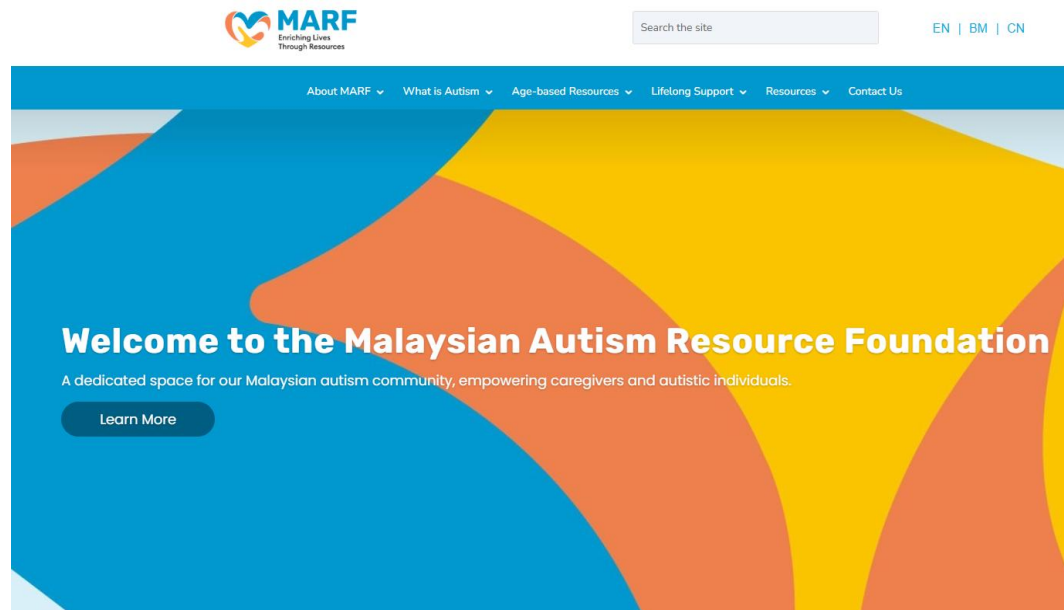 MARF
Enriching Lives
Through Resources
Search the site
EN | BM | CN
About MARF What is Autism Age-based Resources Lifelong Support Resources Contact Us
Welcome to the Malaysian Autism Resource Foundation
A dedicated space for our Malaysian autism community, empowering caregivers and autistic individuals.
Learn More